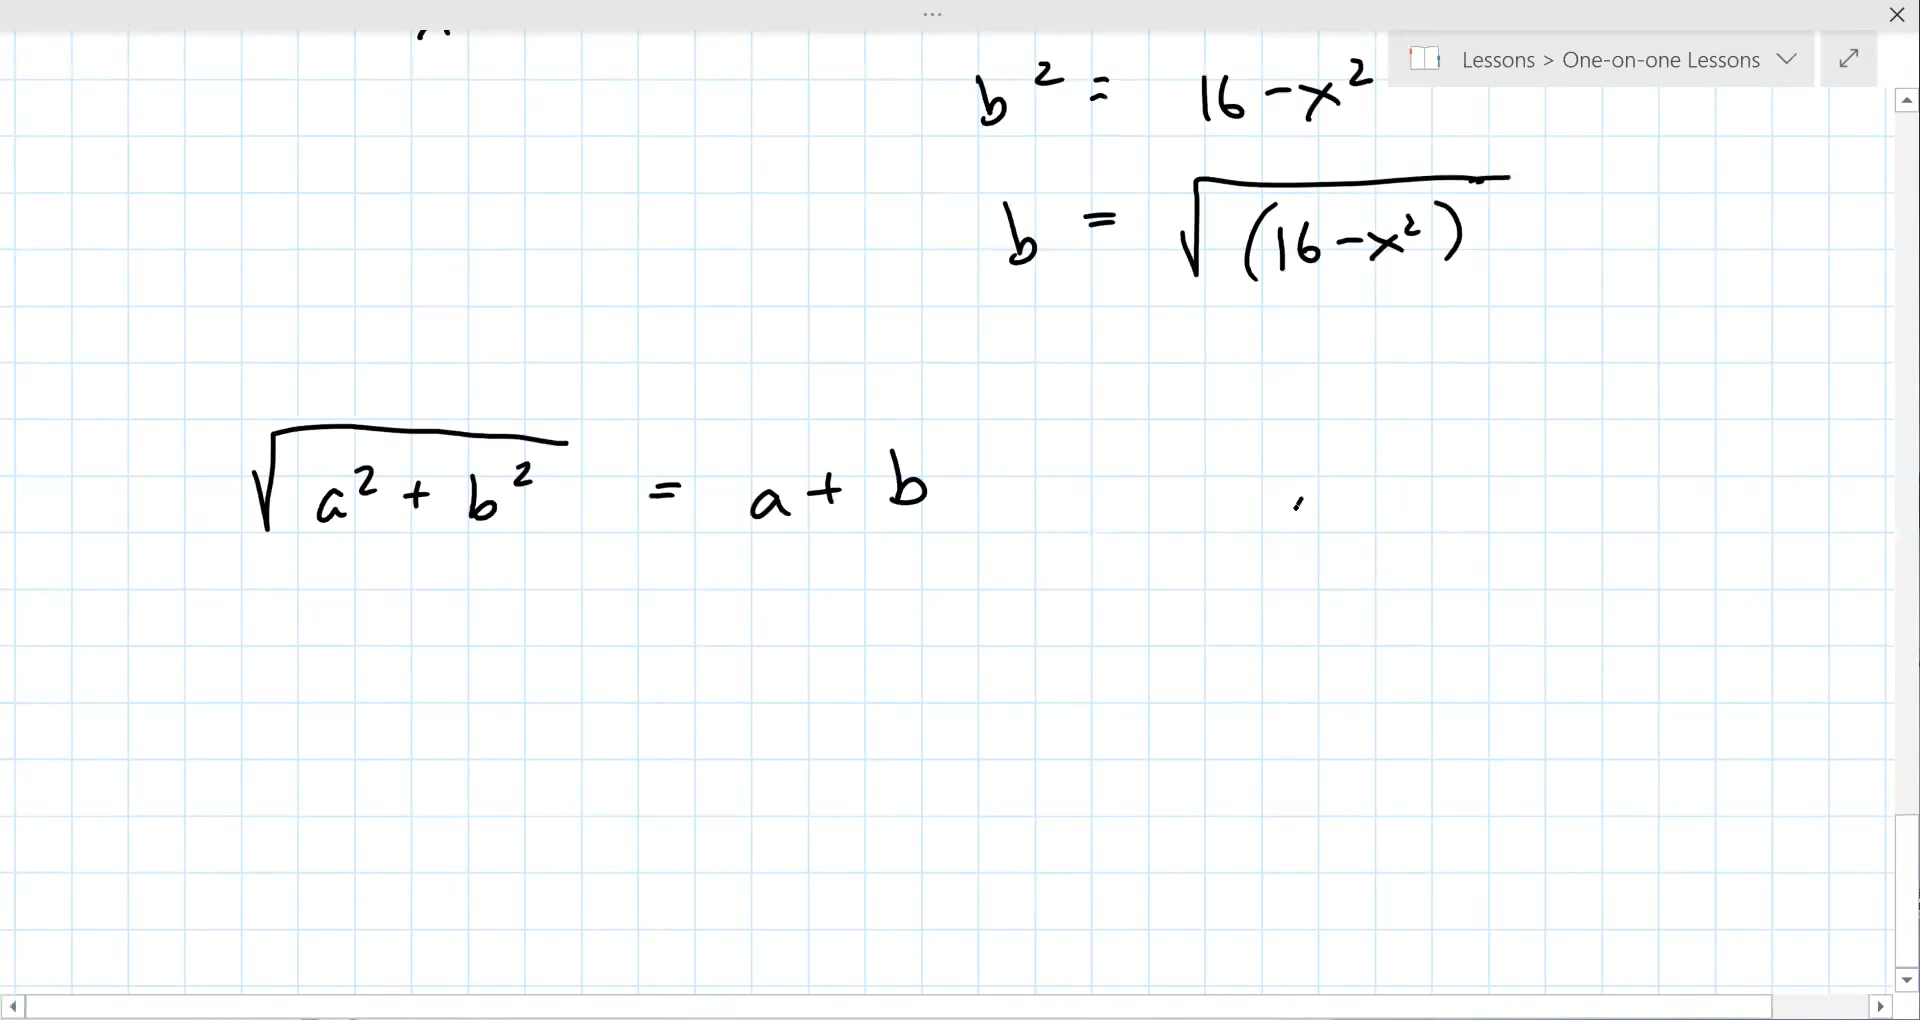 ...
Lessons > One-on-one Lessons
b² = 16 - x²
b = √(16 - x²)
√a² + b² = a + b